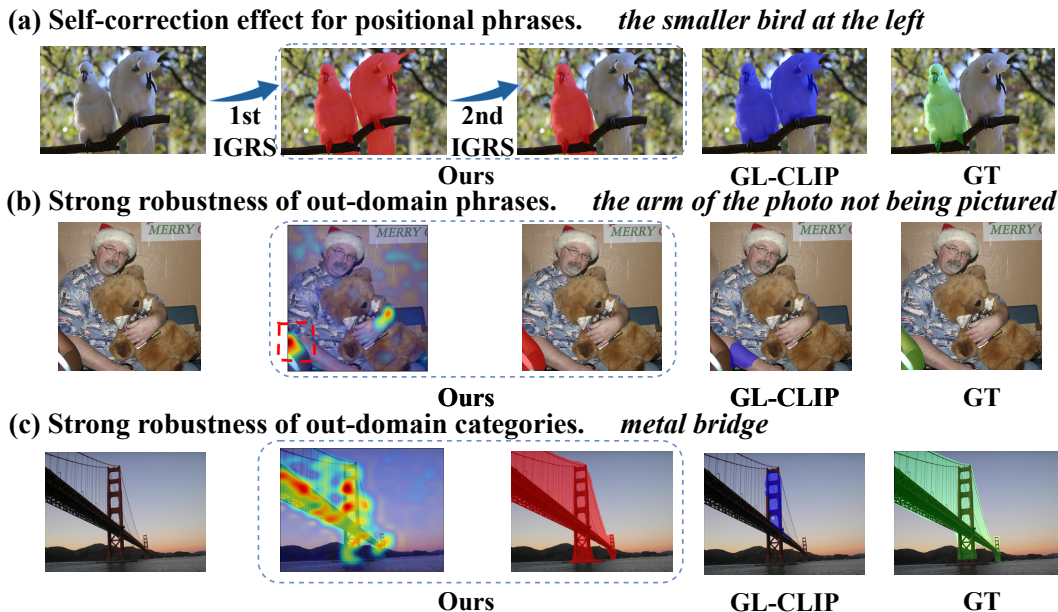 (a) Self-correction effect for positional phrases. the smaller bird at the left
1st IGRS
2nd IGRS
Ours
GL-CLIP
GT
(b) Strong robustness of out-domain phrases. the arm of the photo not being pictured
MERRY
MERRY
MERRY
MERRY
MERRY
Ours
GL-CLIP
GT
(c) Strong robustness of out-domain categories. metal bridge
Ours
GL-CLIP
GT